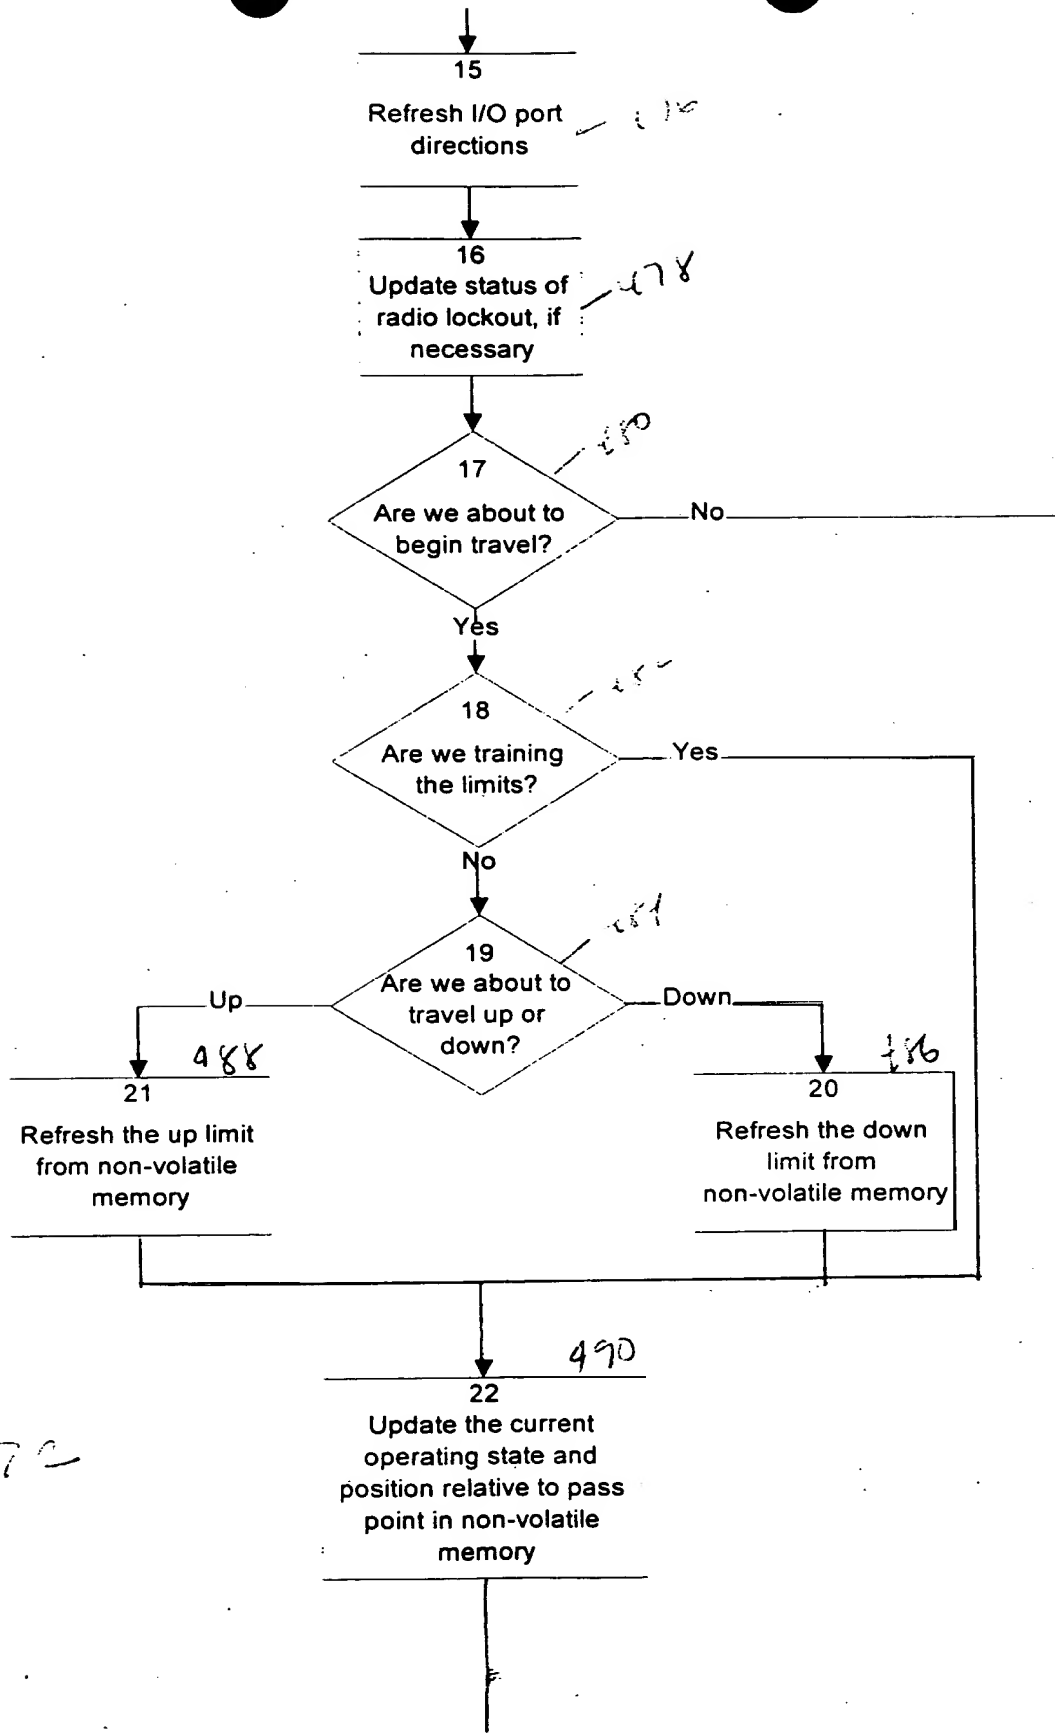 15
Refresh I/O port
directions
16
Update status of
radio lockout, if
necessary
478
17
Are we about to
begin travel?
480
No
Yes
18
Are we training
the limits?
Yes
No
19
Are we about to
travel up or
down?
484
Up
Down
488
21
Refresh the up limit
from non-volatile
memory
486
20
Refresh the down
limit from
non-volatile memory
490
22
Update the current
operating state and
position relative to pass
point in non-volatile
memory